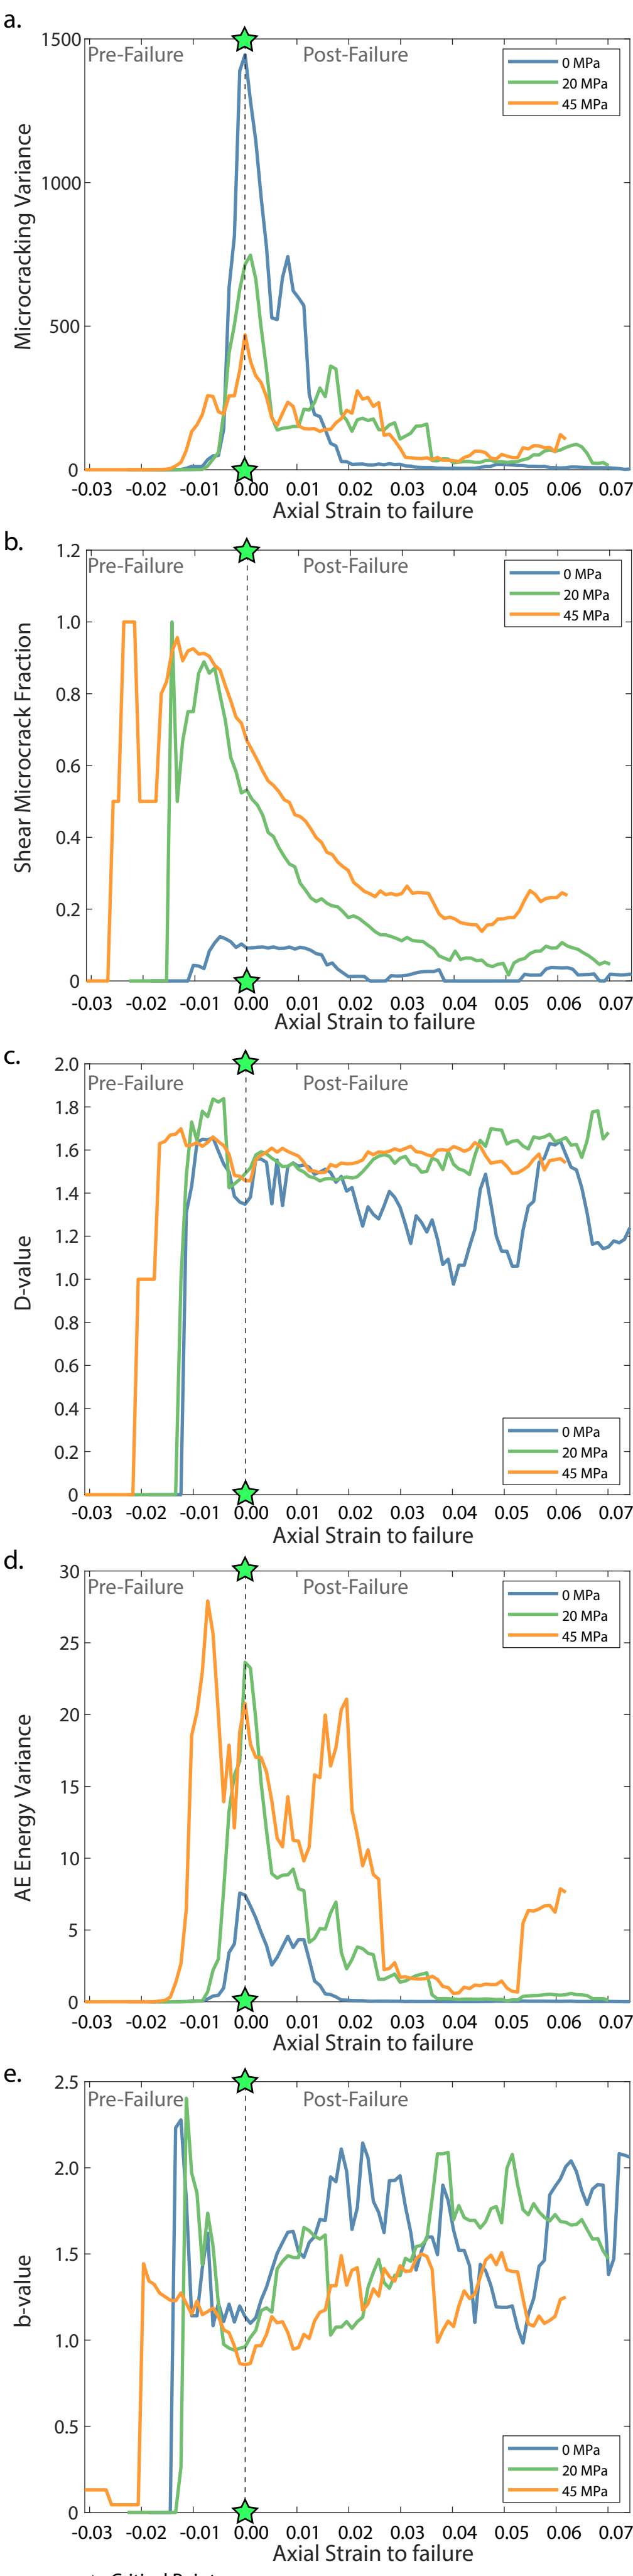 a.
1500
Pre-Failure Post-Failure
0 MPa
20 MPa
45 MPa
1000
Microcracking Variance
500
0
-0.03 -0.02 -0.01 0.00 0.01 0.02 0.03 0.04 0.05 0.06 0.07
Axial Strain to failure
b.
1.2
Pre-Failure Post-Failure
0 MPa
20 MPa
45 MPa
1.0
0.8
Shear Microcrack Fraction
0.6
0.4
0.2
0
-0.03 -0.02 -0.01 0.00 0.01 0.02 0.03 0.04 0.05 0.06 0.07
Axial Strain to failure
c.
2.0
Pre-Failure Post-Failure
1.8
1.6
1.4
1.2
D-value
1.0
0.8
0.6
0.4
0.2
0
0 MPa
20 MPa
45 MPa
-0.03 -0.02 -0.01 0.00 0.01 0.02 0.03 0.04 0.05 0.06 0.07
Axial Strain to failure
d.
30
Pre-Failure Post-Failure
0 MPa
20 MPa
45 MPa
25
20
15
AE Energy Variance
10
5
0
-0.03 -0.02 -0.01 0.00 0.01 0.02 0.03 0.04 0.05 0.06 0.07
Axial Strain to failure
e.
2.5
Pre-Failure Post-Failure
2.0
1.5
b-value
1.0
0.5
0
0 MPa
20 MPa
45 MPa
-0.03 -0.02 -0.01 0.00 0.01 0.02 0.03 0.04 0.05 0.06 0.07
Axial Strain to failure